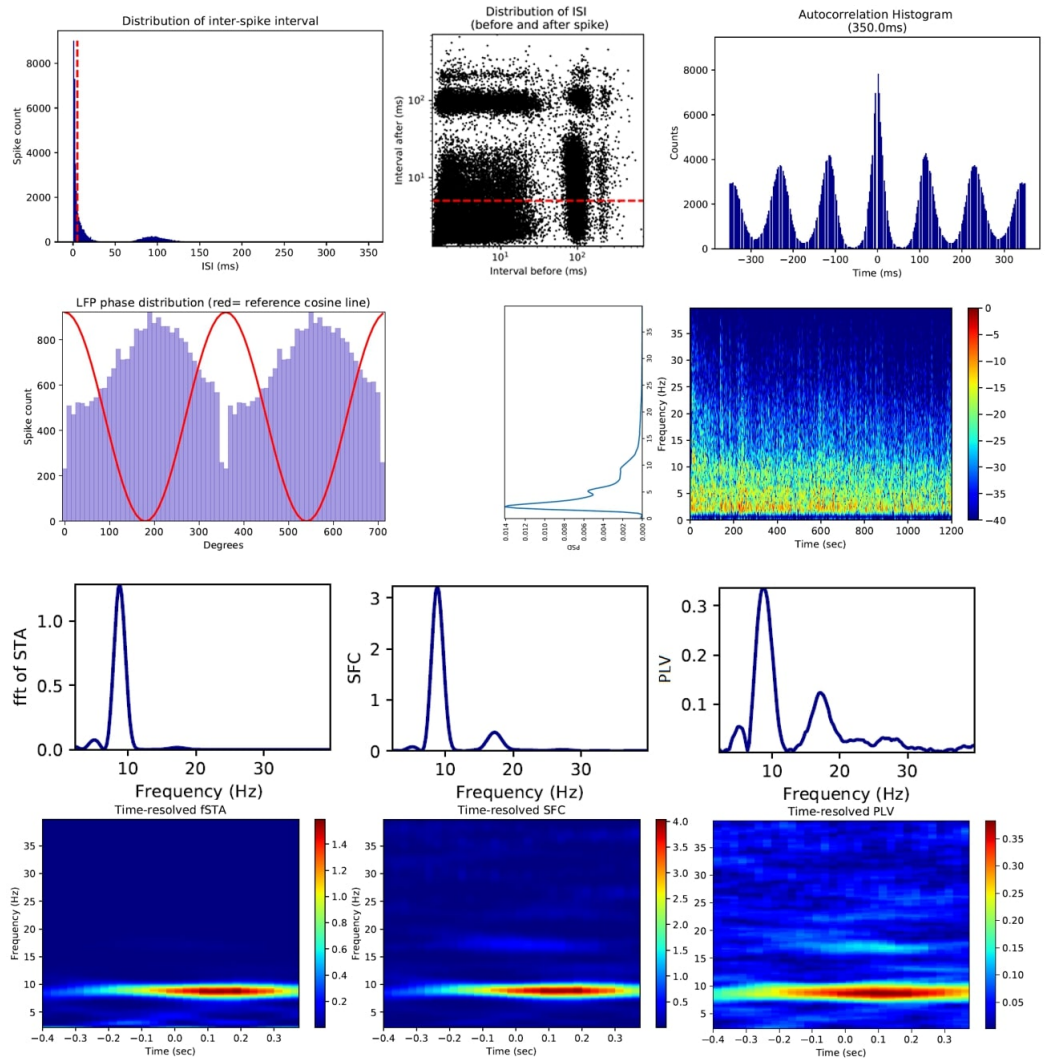 Distribution of inter-spike interval
Spike count
8000
6000
4000
2000
0
0 50 100 150 200 250 300 350
ISI (ms)
Distribution of ISI
(before and after spike)
Interval after (ms)
10²
10¹
10¹ 10²
Interval before (ms)
Autocorrelation Histogram
(350.0ms)
Counts
8000
6000
4000
2000
0
−300 −200 −100 0 100 200 300
Time (ms)
LFP phase distribution (red= reference cosine line)
Spike count
800
600
400
200
0
0 100 200 300 400 500 600 700
Degrees
0.014 0.012 0.010 0.008 0.006 0.004 0.002 0.000
PSD
35
30
25
20
15
10
5
0
Frequency (Hz)
35
30
25
20
15
10
5
0
0 200 400 600 800 1000 1200
Time (sec)
0
−5
−10
−15
−20
−25
−30
−35
−40
fft of STA
1.0
0.5
0.0
10 20 30
Frequency (Hz)
SFC
3
2
1
0
10 20 30
Frequency (Hz)
PLV
0.3
0.2
0.1
10 20 30
Frequency (Hz)
Time-resolved fSTA
Frequency (Hz)
35
30
25
20
15
10
5
−0.4 −0.3 −0.2 −0.1 0.0 0.1 0.2 0.3
Time (sec)
1.4
1.2
1.0
0.8
0.6
0.4
0.2
Time-resolved SFC
Frequency (Hz)
35
30
25
20
15
10
5
−0.4 −0.3 −0.2 −0.1 0.0 0.1 0.2 0.3
Time (sec)
4.0
3.5
3.0
2.5
2.0
1.5
1.0
0.5
0.0
Time-resolved PLV
Frequency (Hz)
35
30
25
20
15
10
5
−0.4 −0.3 −0.2 −0.1 0.0 0.1 0.2 0.3
Time (sec)
0.35
0.30
0.25
0.20
0.15
0.10
0.05